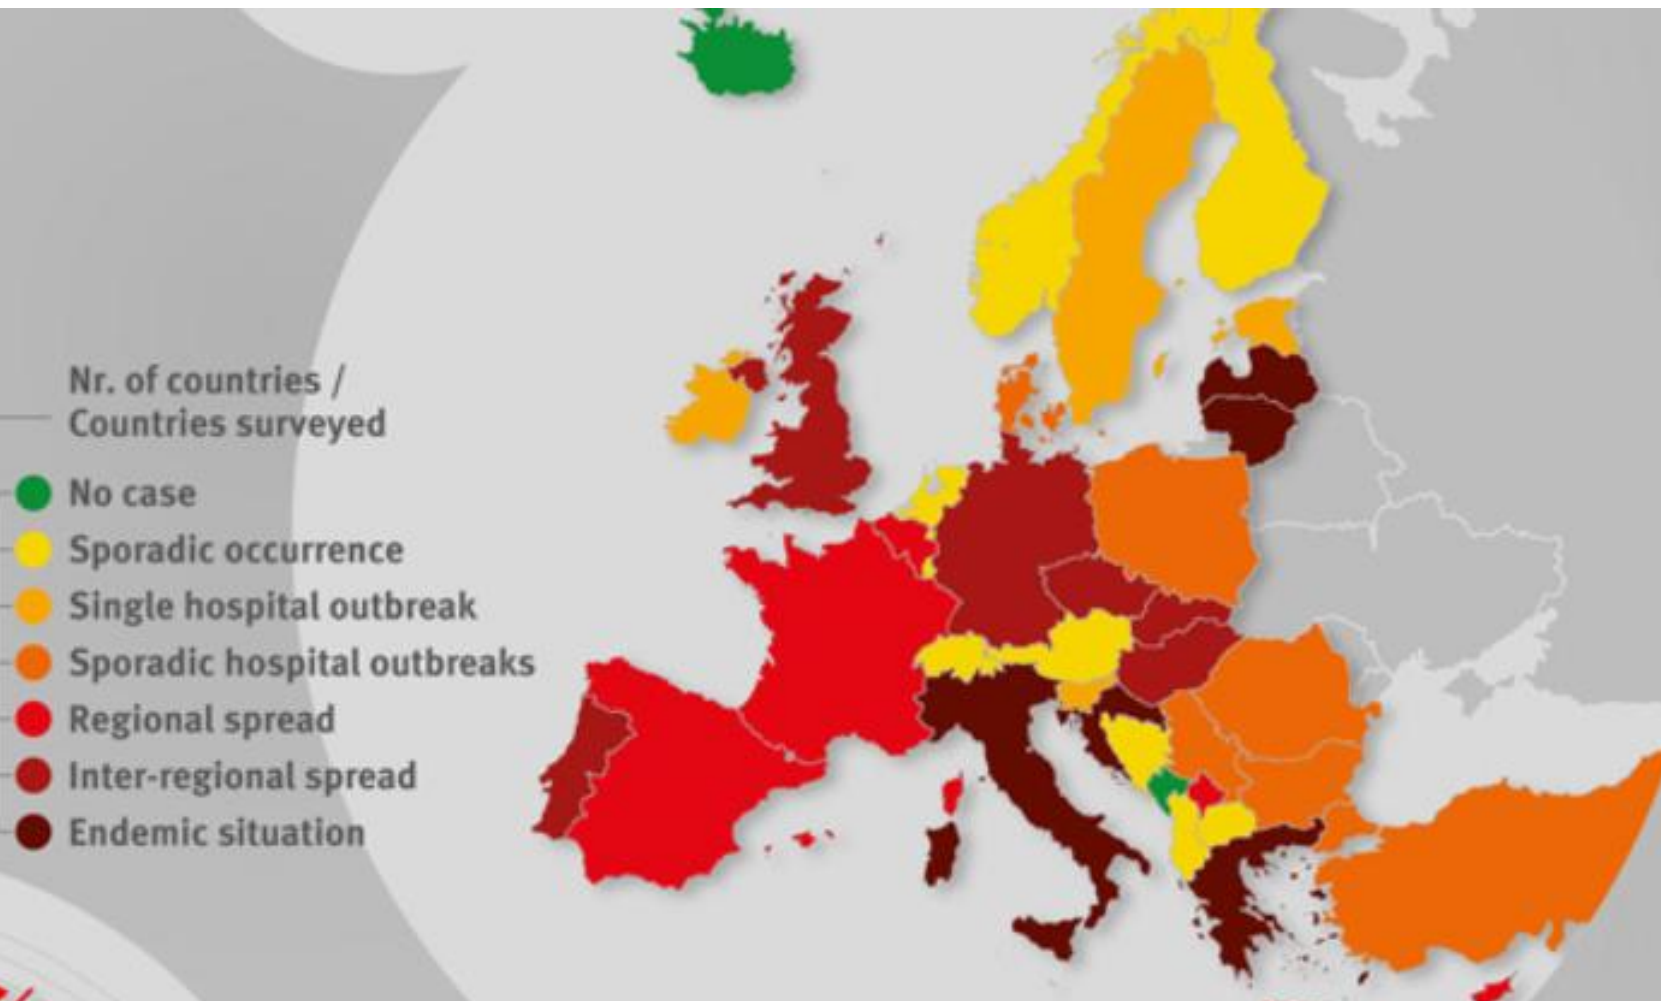 Nr. of countries /
Countries surveyed
No case
Sporadic occurrence
Single hospital outbreak
Sporadic hospital outbreaks
Regional spread
Inter-regional spread
Endemic situation